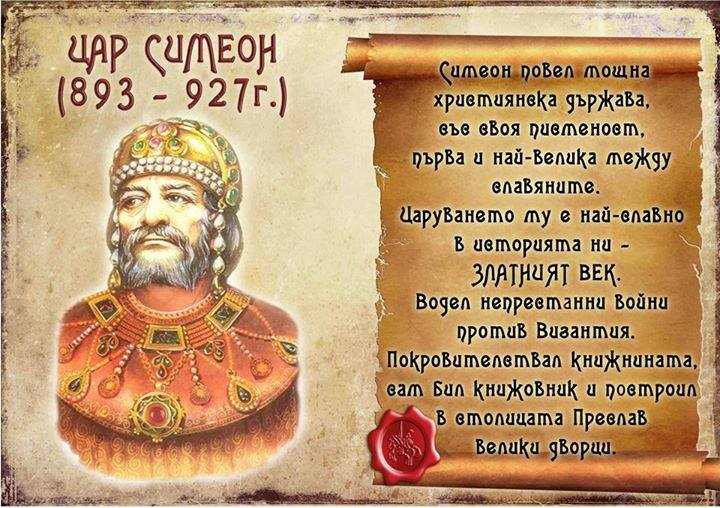 ЦАР СИМЕОН
(893 - 927г.)
Симеон повел мощна
християнска държава,
със своя писменост,
първа и най-велика между
славяните.
Царуването му е най-славно
в историята ни -
ЗЛАТНИЯТ ВЕК.
Водел непрестанни войни
против Византия.
Покровителствал книжнината,
сам бил книжовник и построил
в столицата Преслав
велики дворци.